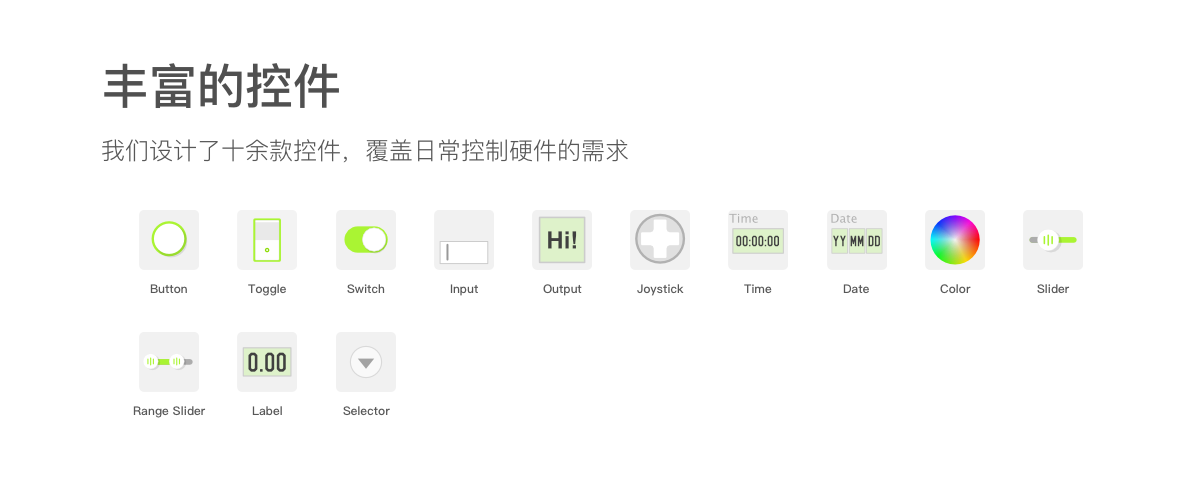 丰富的控件
我们设计了十余款控件，覆盖日常控制硬件的需求
Hi!
Time
00:00:00
Date
YY MM DD
Button Toggle Switch Input Output Joystick Time Date Color Slider
0.00
Range Slider Label Selector